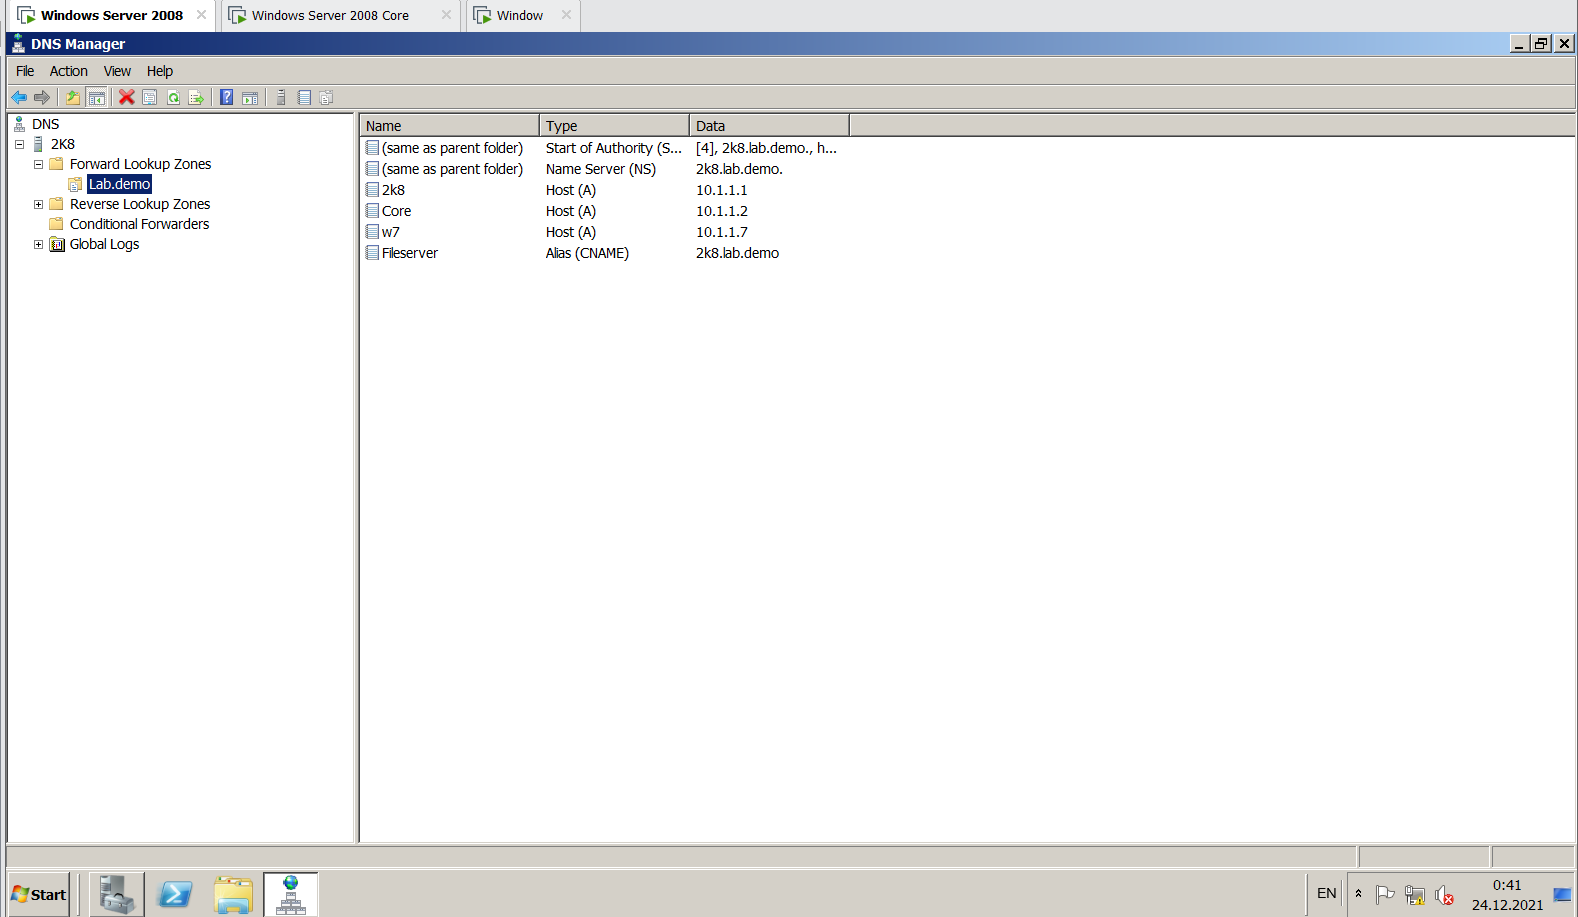 Windows Server 2008
Windows Server 2008 Core
Window
DNS Manager
File Action View Help
DNS
2K8
Forward Lookup Zones
Lab.demo
Reverse Lookup Zones
Conditional Forwarders
Global Logs
Name Type Data
(same as parent folder) Start of Authority (S... [4], 2k8.lab.demo., h...
(same as parent folder) Name Server (NS) 2k8.lab.demo.
2k8 Host (A) 10.1.1.1
Core Host (A) 10.1.1.2
w7 Host (A) 10.1.1.7
Fileserver Alias (CNAME) 2k8.lab.demo
Start
EN
0:41
24.12.2021